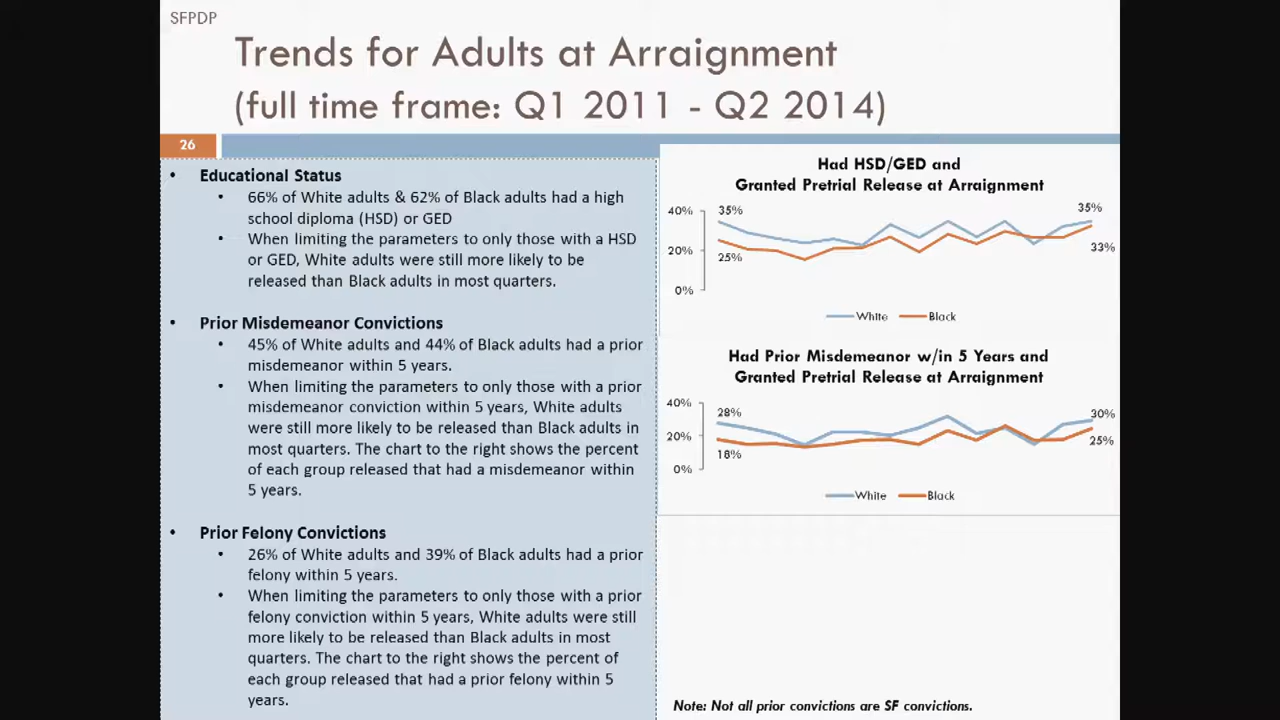 SFPDP
Trends for Adults at Arraignment
(full time frame: Q1 2011 - Q2 2014)
26
• Educational Status
• 66% of White adults & 62% of Black adults had a high
school diploma (HSD) or GED
• When limiting the parameters to only those with a HSD
or GED, White adults were still more likely to be
released than Black adults in most quarters.
• Prior Misdemeanor Convictions
• 45% of White adults and 44% of Black adults had a prior
misdemeanor within 5 years.
• When limiting the parameters to only those with a prior
misdemeanor conviction within 5 years, White adults
were still more likely to be released than Black adults in
most quarters. The chart to the right shows the percent
of each group released that had a misdemeanor within
5 years.
• Prior Felony Convictions
• 26% of White adults and 39% of Black adults had a prior
felony within 5 years.
• When limiting the parameters to only those with a prior
felony conviction within 5 years, White adults were still
more likely to be released than Black adults in most
quarters. The chart to the right shows the percent of
each group released that had a prior felony within 5
years.
Had HSD/GED and
Granted Pretrial Release at Arraignment
40%
35%
35%
20%
25%
33%
0%
White Black
Had Prior Misdemeanor w/in 5 Years and
Granted Pretrial Release at Arraignment
40%
28%
30%
20%
18%
25%
0%
White Black
Note: Not all prior convictions are SF convictions.